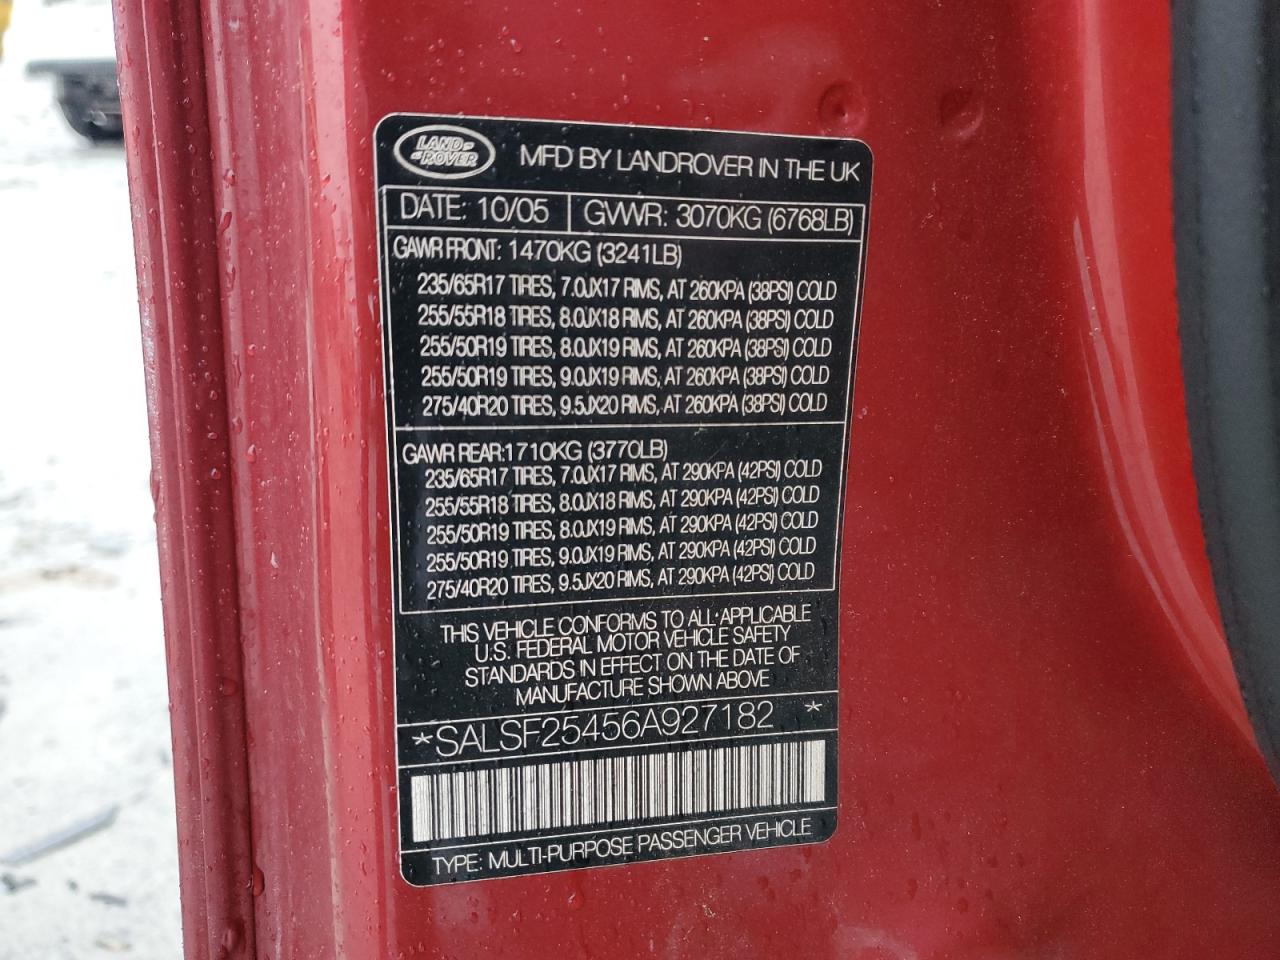 LAND ROVER
MFD BY LANDROVER IN THE UK
DATE: 10/05 GVWR: 3070KG (6768LB)
GAWR FRONT: 1470KG (3241LB)
235/65R17 TIRES, 7.0JX17 RIMS, AT 260KPA (38PSI) COLD
255/55R18 TIRES, 8.0JX18 RIMS, AT 260KPA (38PSI) COLD
255/50R19 TIRES, 8.0JX19 RIMS, AT 260KPA (38PSI) COLD
255/50R19 TIRES, 9.0JX19 RIMS, AT 260KPA (38PSI) COLD
275/40R20 TIRES, 9.5JX20 RIMS, AT 260KPA (38PSI) COLD
GAWR REAR: 1710KG (3770LB)
235/65R17 TIRES, 7.0JX17 RIMS, AT 290KPA (42PSI) COLD
255/55R18 TIRES, 8.0JX18 RIMS, AT 290KPA (42PSI) COLD
255/50R19 TIRES, 8.0JX19 RIMS, AT 290KPA (42PSI) COLD
255/50R19 TIRES, 9.0JX19 RIMS, AT 290KPA (42PSI) COLD
275/40R20 TIRES, 9.5JX20 RIMS, AT 290KPA (42PSI) COLD
THIS VEHICLE CONFORMS TO ALL APPLICABLE
U.S. FEDERAL MOTOR VEHICLE SAFETY
STANDARDS IN EFFECT ON THE DATE OF
MANUFACTURE SHOWN ABOVE
*SALSF25456A927182 *
TYPE: MULTI-PURPOSE PASSENGER VEHICLE